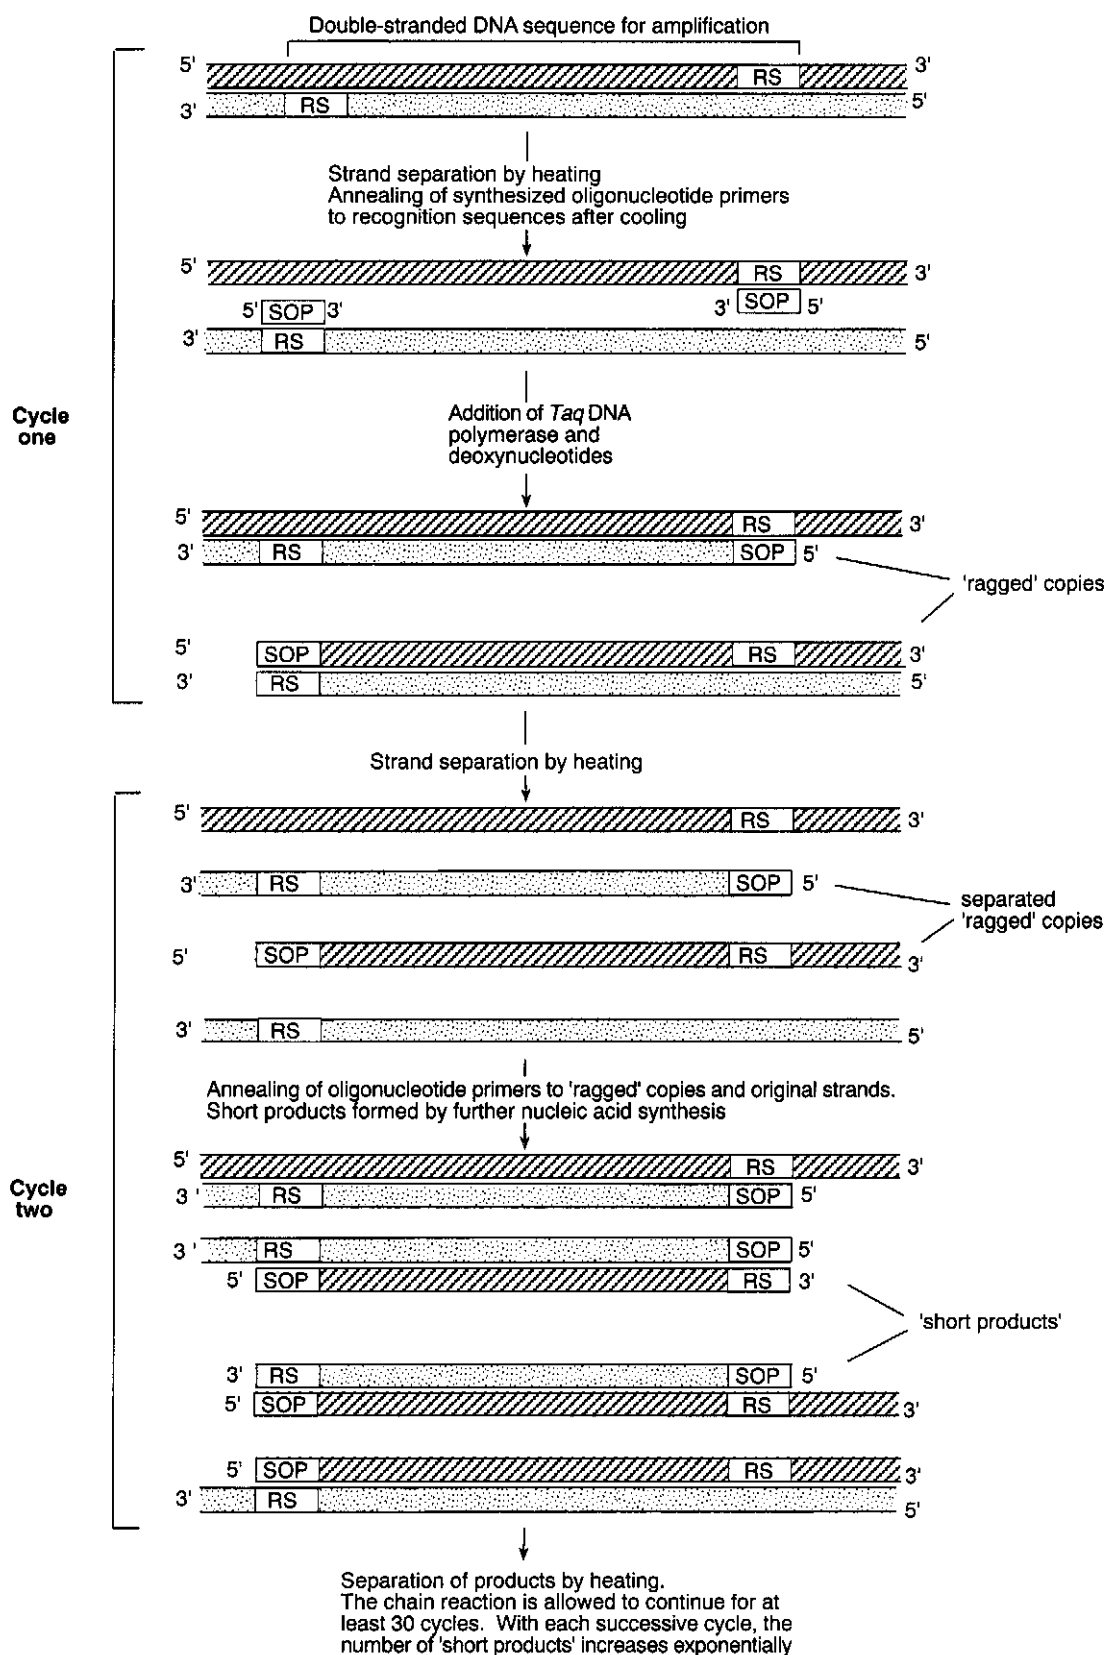 Double-stranded DNA sequence for amplification
5' RS 3'
3' RS 5'
Strand separation by heating
Annealing of synthesized oligonucleotide primers
to recognition sequences after cooling
5' RS 3'
5' SOP 3' 3' SOP 5'
3' RS 5'
Cycle
one
Addition of Taq DNA
polymerase and
deoxynucleotides
5' RS 3'
3' RS SOP 5'
'ragged' copies
5' SOP RS 3'
3' RS 5'
Strand separation by heating
5' RS 3'
3' RS SOP 5'
separated
'ragged' copies
5' SOP RS 3'
3' RS 5'
Annealing of oligonucleotide primers to 'ragged' copies and original strands.
Short products formed by further nucleic acid synthesis
Cycle
two
5' RS 3'
3' RS SOP 5'
3' RS SOP 5'
5' SOP RS 3'
'short products'
3' RS SOP 5'
5' SOP RS 3'
5' SOP RS 3'
3' RS 5'
Separation of products by heating.
The chain reaction is allowed to continue for at
least 30 cycles. With each successive cycle, the
number of 'short products' increases exponentially